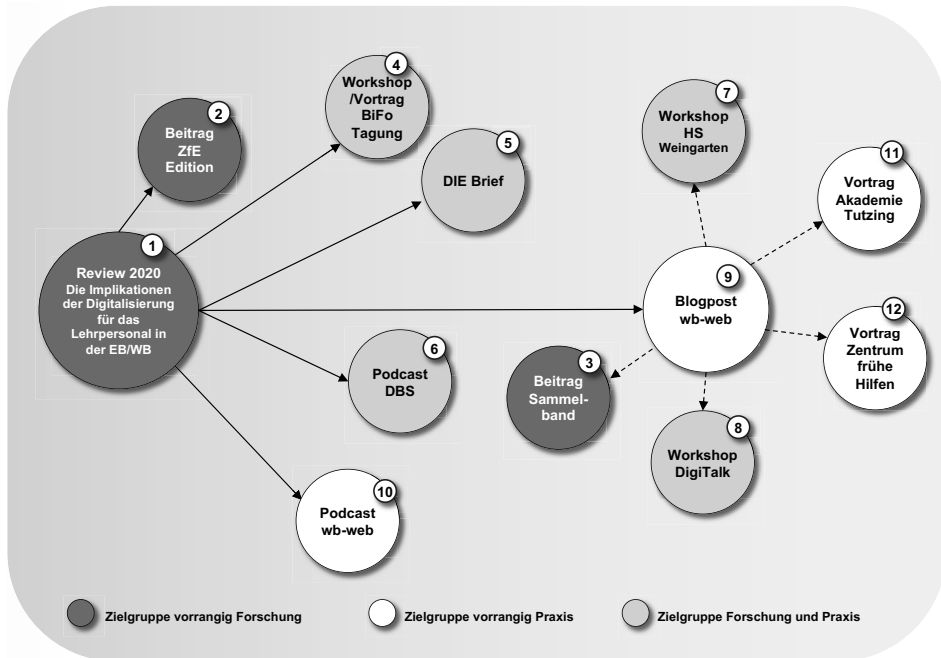 1
Review 2020
Die Implikationen
der Digitalisierung
für das
Lehrpersonal in
der EB/WB
2
Beitrag
ZfE
Edition
4
Workshop
/Vortrag
BiFo
Tagung
5
DIE Brief
6
Podcast
DBS
10
Podcast
wb-web
7
Workshop
HS
Weingarten
9
Blogpost
wb-web
3
Beitrag
Sammel-
band
8
Workshop
DigiTalk
11
Vortrag
Akademie
Tutzing
12
Vortrag
Zentrum
frühe
Hilfen
Zielgruppe vorrangig Forschung
Zielgruppe vorrangig Praxis
Zielgruppe Forschung und Praxis